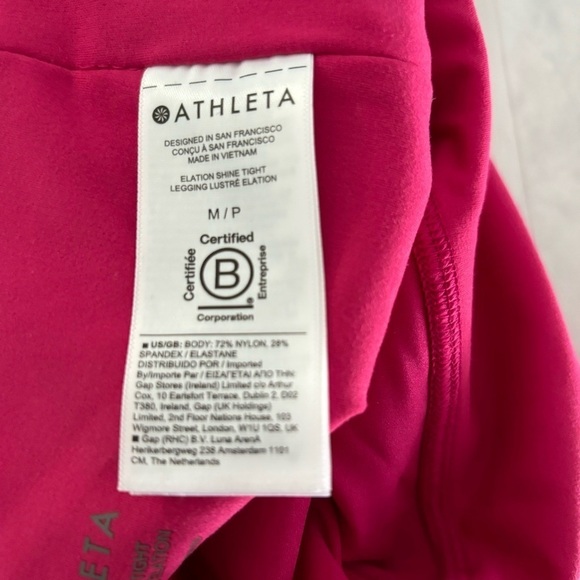 ATHLETA
DESIGNED IN SAN FRANCISCO
CONÇU À SAN FRANCISCO
MADE IN VIETNAM
ELATION SHINE TIGHT
LEGGING LUSTRÉ ELATION
M / P
Certified
Certifiée
B
Entreprise
®
Corporation
■ US/GB: BODY: 72% NYLON, 28%
SPANDEX / ELASTANE
DISTRIBUIDO POR / Imported
By/Importe Par / ΕΙΣΑΓΕΤΑΙ ΑΠΟ ΤΗΝ:
Gap Stores (Ireland) Limited c/o Arthur
Cox, 10 Earlsfort Terrace, Dublin 2, D02
T380, Ireland, Gap (UK Holdings)
Limited, 2nd Floor Nations House, 103
Wigmore Street, London, W1U 1QS, UK
■ Gap (RHC) B.V. Luna ArenA
Herikerbergweg 238 Amsterdam 1101
CM, The Netherlands
ETA